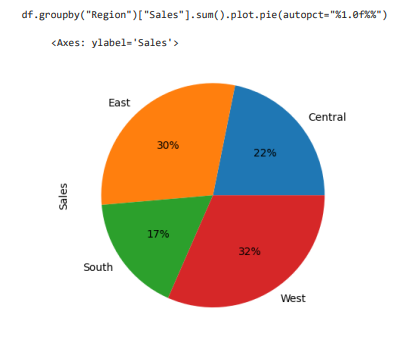 df.groupby("Region")["Sales"].sum().plot.pie(autopct="%1.0f%%")
<Axes: ylabel='Sales'>
East
Central
30%
22%
Sales
17%
32%
South
West